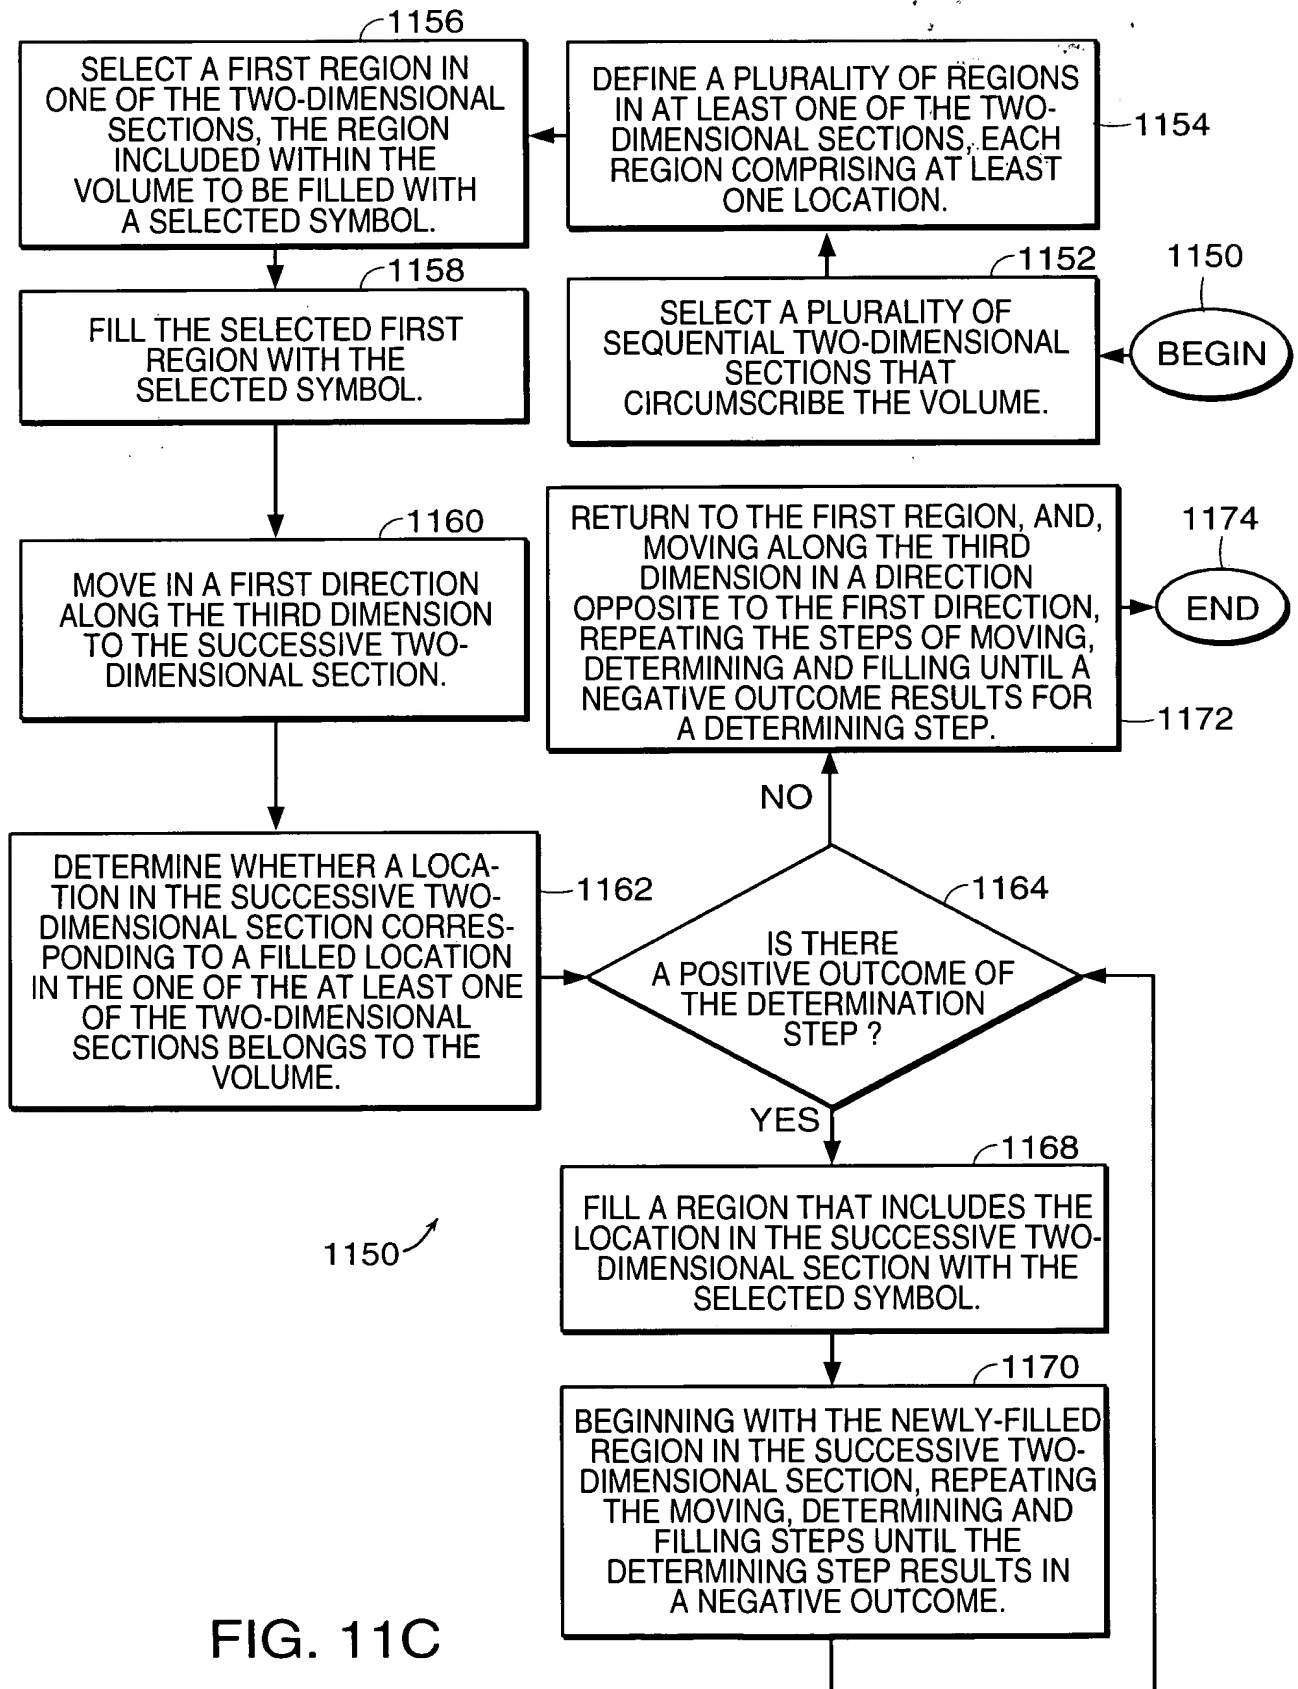 1150
BEGIN
1152
SELECT A PLURALITY OF
SEQUENTIAL TWO-DIMENSIONAL
SECTIONS THAT
CIRCUMSCRIBE THE VOLUME.
1154
DEFINE A PLURALITY OF REGIONS
IN AT LEAST ONE OF THE TWO-
DIMENSIONAL SECTIONS, EACH
REGION COMPRISING AT LEAST
ONE LOCATION.
1156
SELECT A FIRST REGION IN
ONE OF THE TWO-DIMENSIONAL
SECTIONS, THE REGION
INCLUDED WITHIN THE
VOLUME TO BE FILLED WITH
A SELECTED SYMBOL.
1158
FILL THE SELECTED FIRST
REGION WITH THE
SELECTED SYMBOL.
1160
MOVE IN A FIRST DIRECTION
ALONG THE THIRD DIMENSION
TO THE SUCCESSIVE TWO-
DIMENSIONAL SECTION.
1162
DETERMINE WHETHER A LOCA-
TION IN THE SUCCESSIVE TWO-
DIMENSIONAL SECTION CORRES-
PONDING TO A FILLED LOCATION
IN THE ONE OF THE AT LEAST ONE
OF THE TWO-DIMENSIONAL
SECTIONS BELONGS TO THE
VOLUME.
1164
IS THERE
A POSITIVE OUTCOME OF
THE DETERMINATION
STEP ?
NO
RETURN TO THE FIRST REGION, AND,
MOVING ALONG THE THIRD
DIMENSION IN A DIRECTION
OPPOSITE TO THE FIRST DIRECTION,
REPEATING THE STEPS OF MOVING,
DETERMINING AND FILLING UNTIL A
NEGATIVE OUTCOME RESULTS FOR
A DETERMINING STEP.
1172
1174
END
YES
1168
FILL A REGION THAT INCLUDES THE
LOCATION IN THE SUCCESSIVE TWO-
DIMENSIONAL SECTION WITH THE
SELECTED SYMBOL.
1170
BEGINNING WITH THE NEWLY-FILLED
REGION IN THE SUCCESSIVE TWO-
DIMENSIONAL SECTION, REPEATING
THE MOVING, DETERMINING AND
FILLING STEPS UNTIL THE
DETERMINING STEP RESULTS IN
A NEGATIVE OUTCOME.
1150
FIG. 11C